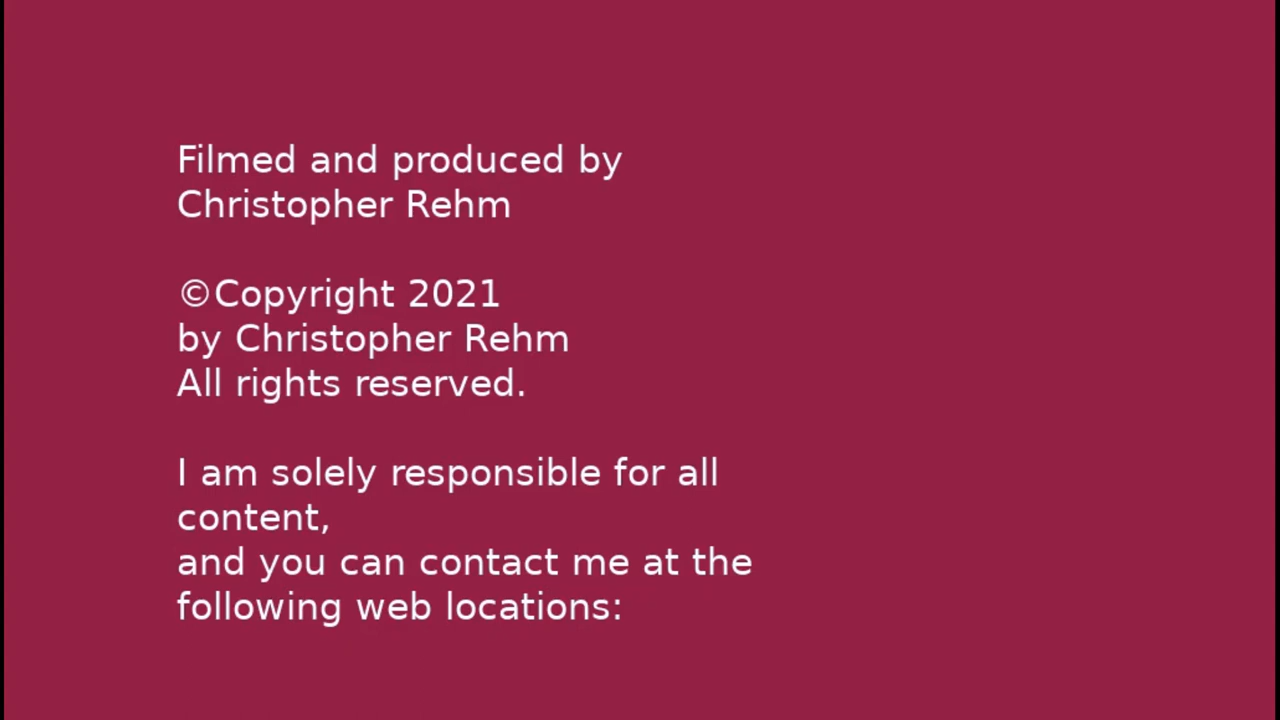 Filmed and produced by
Christopher Rehm
©Copyright 2021
by Christopher Rehm
All rights reserved.
I am solely responsible for all
content,
and you can contact me at the
following web locations: